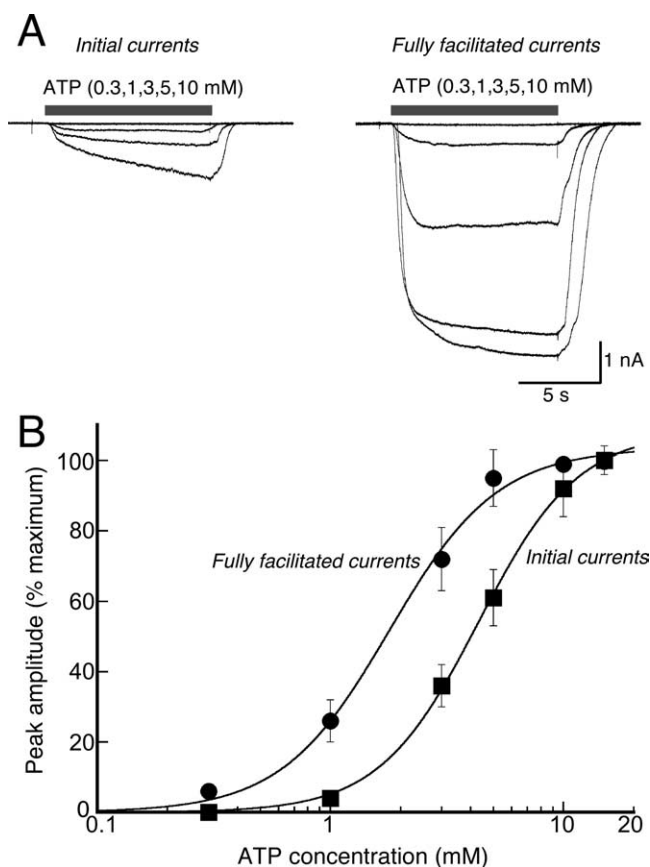 A
Initial currents
Fully facilitated currents
ATP (0.3,1,3,5,10 mM)
ATP (0.3,1,3,5,10 mM)
1 nA
5 s
B
Peak amplitude (% maximum)
100
80
60
40
20
0
Fully facilitated currents
Initial currents
0.1
1
10
20
ATP concentration (mM)